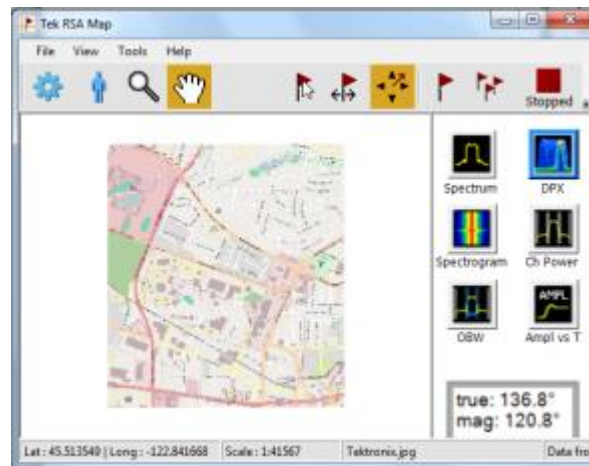 Tek RSA Map
File View Tools Help
Stopped
Spectrum DPX
Spectrogram Ch Power
AMPL
OBW Ampl vs T
true: 136.8°
mag: 120.8°
Lat : 45.513549 | Long : -122.841668 Scale : 1:41567 Tektronix.jpg Data fro